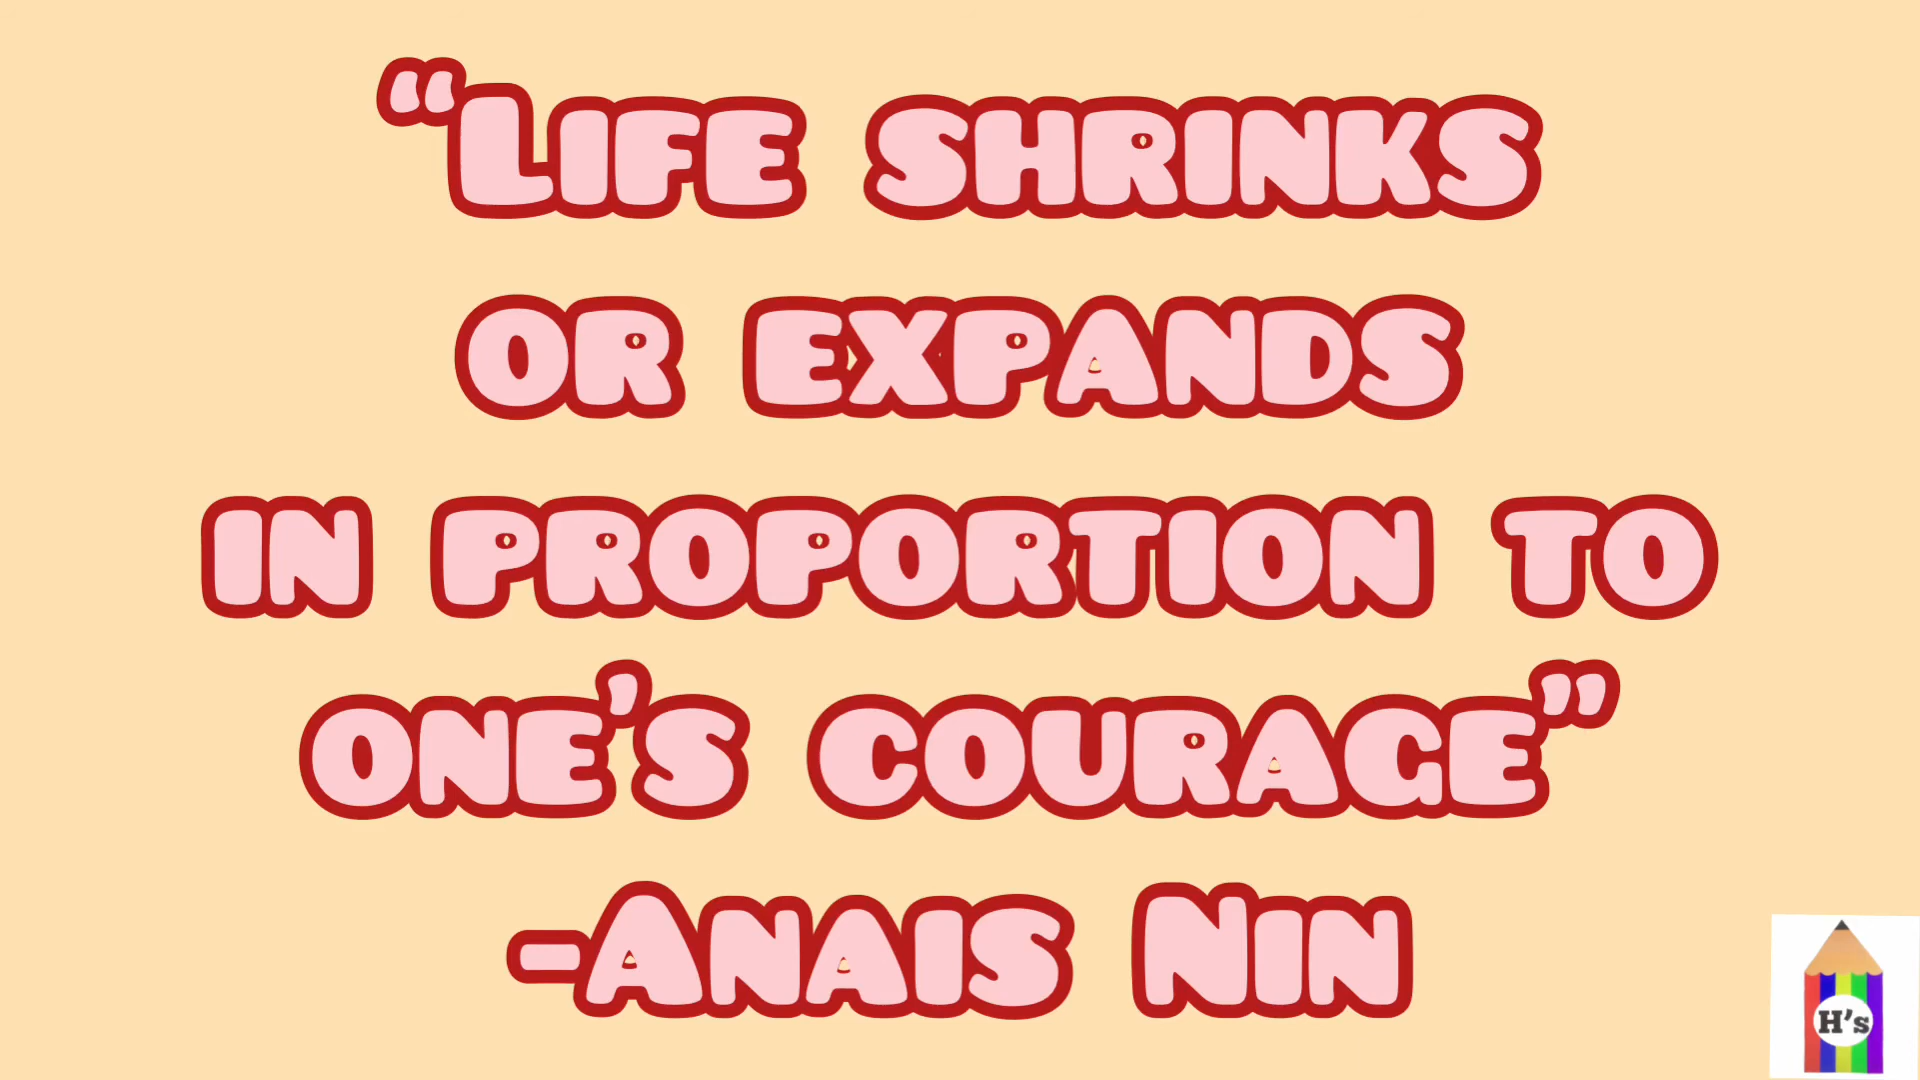 “Life shrinks
or expands
in proportion to
one’s courage”
-Anais Nin
H's